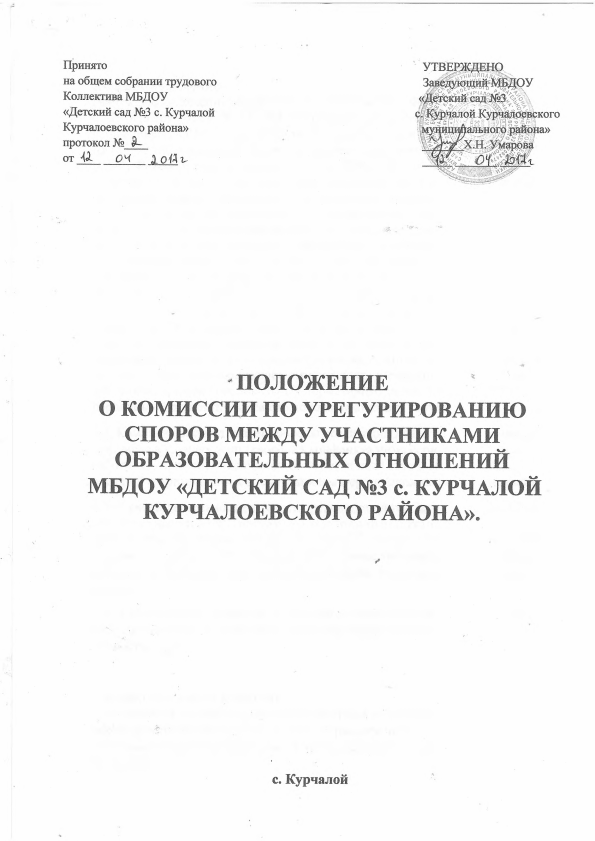 Принято
на общем собрании трудового
Коллектива МБДОУ
«Детский сад №3 с. Курчалой
Курчалоевского района»
протокол № 2
от 12 04 2017г
УТВЕРЖДЕНО
Заведующий МБДОУ
«Детский сад №3
с. Курчалой Курчалоевского
муниципального района»
Х.Н. Умарова
12 04 2017г
ПОЛОЖЕНИЕ
О КОМИССИИ ПО УРЕГУРИРОВАНИЮ
СПОРОВ МЕЖДУ УЧАСТНИКАМИ
ОБРАЗОВАТЕЛЬНЫХ ОТНОШЕНИЙ
МБДОУ «ДЕТСКИЙ САД №3 с. КУРЧАЛОЙ
КУРЧАЛОЕВСКОГО РАЙОНА».
с. Курчалой